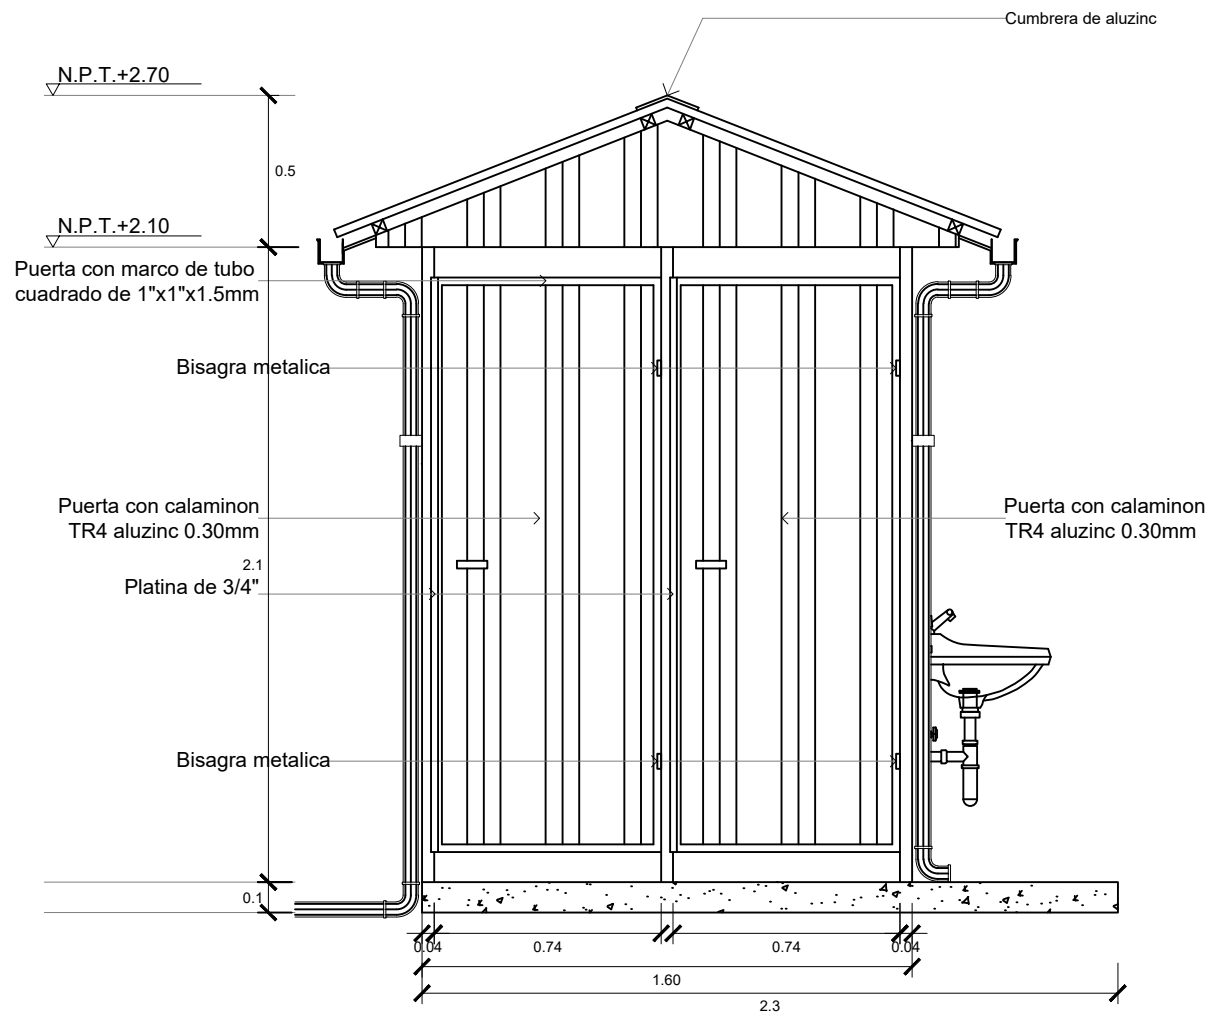 Cumbrera de aluzinc
N.P.T.+2.70
0.5
N.P.T.+2.10
Puerta con marco de tubo
cuadrado de 1"x1"x1.5mm
Bisagra metalica
Puerta con calaminon
TR4 aluzinc 0.30mm
Puerta con calaminon
TR4 aluzinc 0.30mm
2.1
Platina de 3/4"
Bisagra metalica
0.1
0.04
0.74
0.74
0.04
1.60
2.3